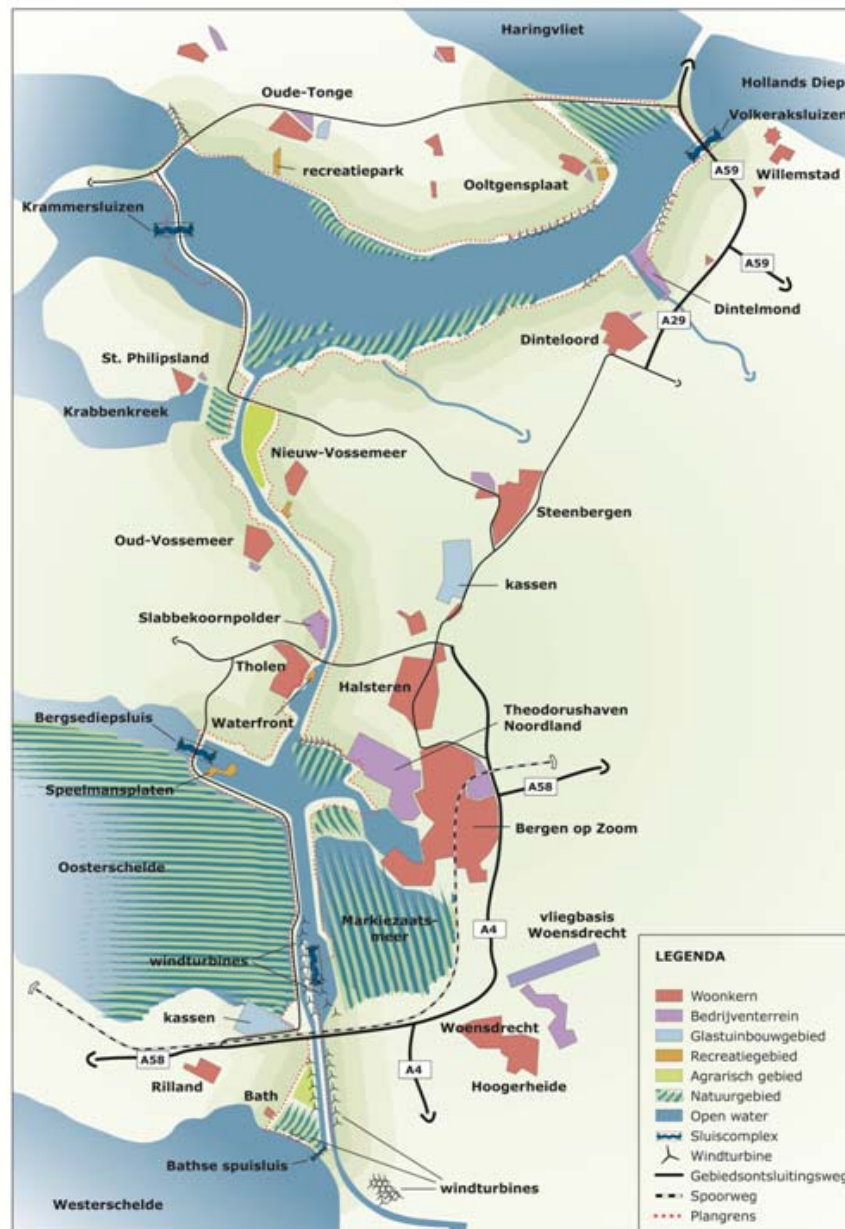 Haringvliet
Hollands Diep
Oude-Tonge
Volkeraksluizen
recreatiepark
Ooltgensplaat
A59
Willemstad
Krammersluizen
A59
Dintelmond
A29
Dinteloord
St. Philipsland
Krabbenkreek
Nieuw-Vossemeer
Steenbergen
Oud-Vossemeer
kassen
Slabbekoornpolder
Tholen
Halsteren
Theodorushaven
Noordland
Bergsediepsluis
Waterfront
A58
Speelmansplaten
Bergen op Zoom
Oosterschelde
Markiezaats-
meer
vliegbasis
Woensdrecht
A4
windturbines
kassen
Woensdrecht
A58
A4
Rilland
Hoogerheide
Bath
Bathse spuisluis
windturbines
Westerschelde
LEGENDA
Woonkern
Bedrijventerrein
Glastuinbouwgebied
Recreatiegebied
Agrarisch gebied
Natuurgebied
Open water
Sluiscomplex
Windturbine
Gebiedsontsluitingsweg
Spoorweg
Plangrens